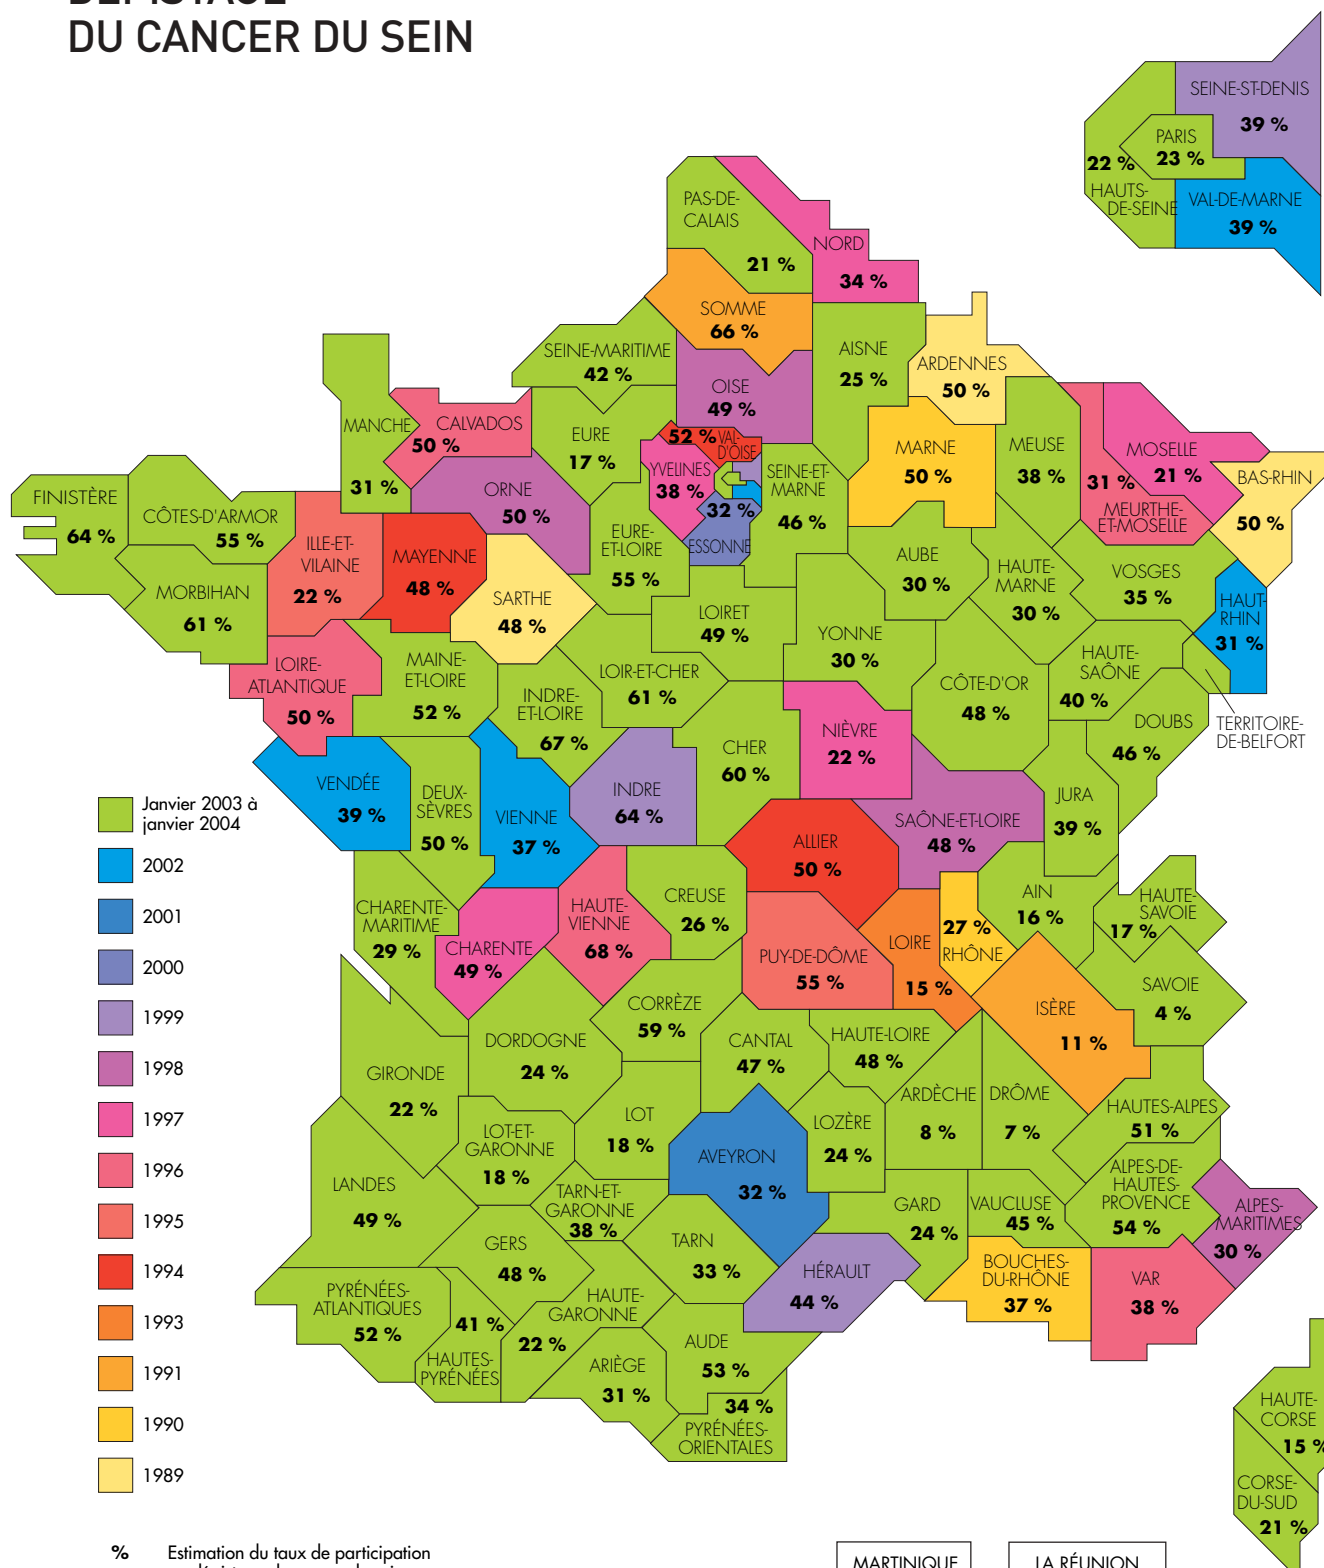 DU CANCER DU SEIN
SEINE-ST-DENIS
39 %
PARIS
23 %
22 %
HAUTS-
DE-SEINE
VAL-DE-MARNE
39 %
PAS-DE-
CALAIS
21 %
NORD
34 %
SOMME
66 %
SEINE-MARITIME
42 %
OISE
49 %
AISNE
25 %
ARDENNES
50 %
MANCHE
31 %
CALVADOS
50 %
EURE
17 %
52 %
VAL-
D'OISE
YVELINES
38 %
32 %
ESSONNE
SEINE-ET-
MARNE
46 %
MARNE
50 %
MEUSE
38 %
MOSELLE
21 %
31 %
MEURTHE-
ET-MOSELLE
BAS-RHIN
50 %
FINISTÈRE
64 %
CÔTES-D'ARMOR
55 %
MORBIHAN
61 %
ILLE-ET-
VILAINE
22 %
MAYENNE
48 %
ORNE
50 %
SARTHE
48 %
EURE-
ET-LOIRE
55 %
LOIRET
49 %
YONNE
30 %
AUBE
30 %
HAUTE-
MARNE
30 %
VOSGES
35 %
HAUT-
RHIN
31 %
LOIRE-
ATLANTIQUE
50 %
MAINE-
ET-LOIRE
52 %
INDRE-
ET-LOIRE
67 %
LOIR-ET-CHER
61 %
CHER
60 %
NIÈVRE
22 %
CÔTE-D'OR
48 %
HAUTE-
SAÔNE
40 %
DOUBS
46 %
TERRITOIRE-
DE-BELFORT
VENDÉE
39 %
DEUX-
SÈVRES
50 %
VIENNE
37 %
INDRE
64 %
ALLIER
50 %
SAÔNE-ET-LOIRE
48 %
JURA
39 %
CHARENTE-
MARITIME
29 %
CHARENTE
49 %
HAUTE-
VIENNE
68 %
CREUSE
26 %
PUY-DE-DÔME
55 %
LOIRE
15 %
27 %
RHÔNE
AIN
16 %
HAUTE-
SAVOIE
17 %
SAVOIE
4 %
ISÈRE
11 %
CORRÈZE
59 %
DORDOGNE
24 %
GIRONDE
22 %
CANTAL
47 %
HAUTE-LOIRE
48 %
ARDÈCHE
8 %
DRÔME
7 %
HAUTES-ALPES
51 %
LOT
18 %
LOT-ET-
GARONNE
18 %
AVEYRON
32 %
LOZÈRE
24 %
LANDES
49 %
TARN-ET-
GARONNE
38 %
GARD
24 %
VAUCLUSE
45 %
ALPES-DE-
HAUTES-
PROVENCE
54 %
ALPES-
MARITIMES
30 %
GERS
48 %
TARN
33 %
HÉRAULT
44 %
BOUCHES-
DU-RHÔNE
37 %
VAR
38 %
PYRÉNÉES-
ATLANTIQUES
52 %
41 %
HAUTES-
PYRÉNÉES
HAUTE-
GARONNE
22 %
ARIÈGE
31 %
AUDE
53 %
34 %
PYRÉNÉES-
ORIENTALES
HAUTE-
CORSE
15 %
CORSE-
DU-SUD
21 %
Janvier 2003 à
janvier 2004
2002
2001
2000
1999
1998
1997
1996
1995
1994
1993
1991
1990
1989
% Estimation du taux de participation
MARTINIQUE
LA RÉUNION